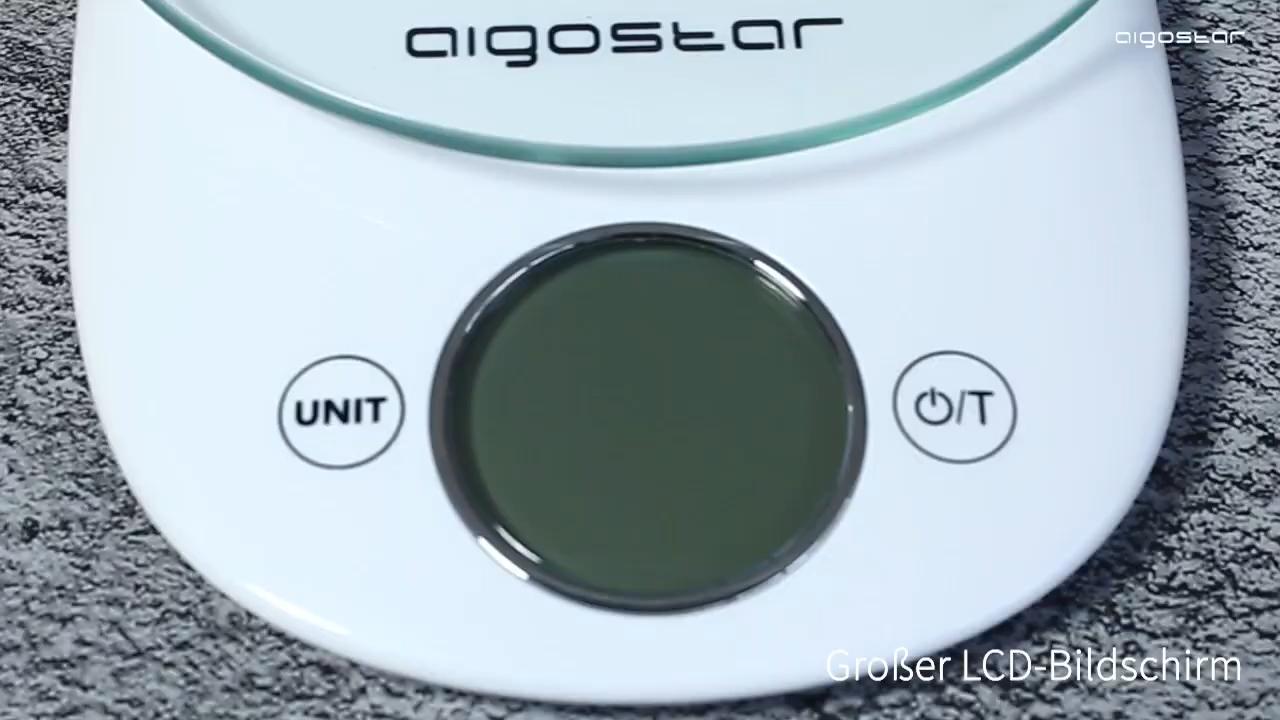 aigostar
aigostar
UNIT
⏻/T
Großer LCD-Bildschirm